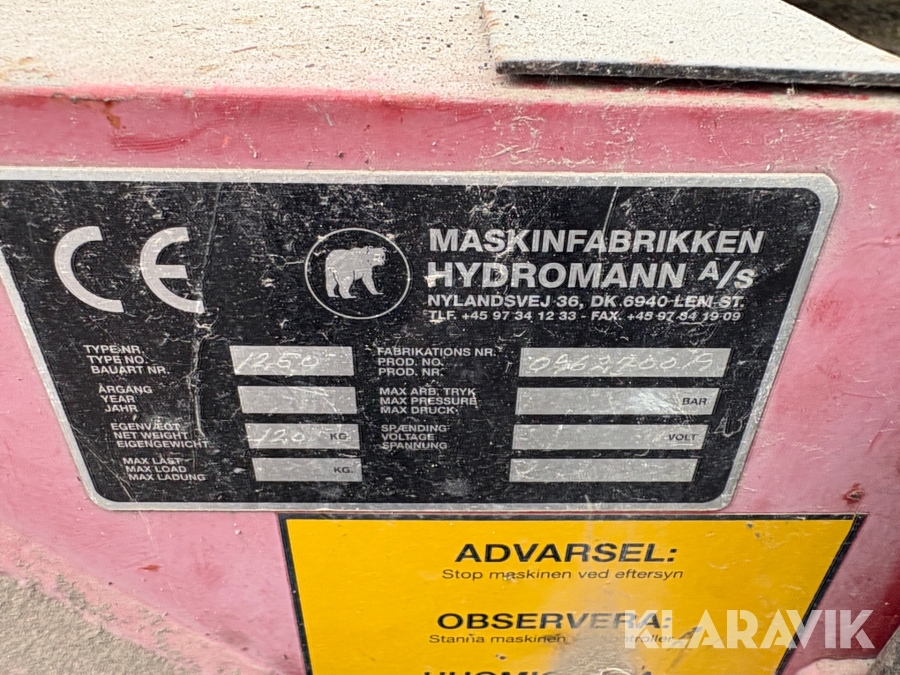 CE
MASKINFABRIKKEN
HYDROMANN A/S
NYLANDSVEJ 36, DK.6940 LEM-ST.
TLF. +45 97 34 12 33 - FAX. +45 97 34 19 09
TYPE NR.
TYPE NO.
BAUART NR.
1250
FABRIKATIONS NR.
PROD. NO.
PROD. NR.
ÅRGANG
YEAR
JAHR
MAX ARB. TRYK
MAX PRESSURE
MAX DRUCK
BAR
EGENVÆGT
NET WEIGHT
EIGENGEWICHT
120 KG
SPÆNDING
VOLTAGE
SPANNUNG
VOLT
MAX LAST
MAX LOAD
MAX LADUNG
KG.
ADVARSEL:
Stop maskinen ved eftersyn
OBSERVERA:
Stanna maskinen
KLARAVIK